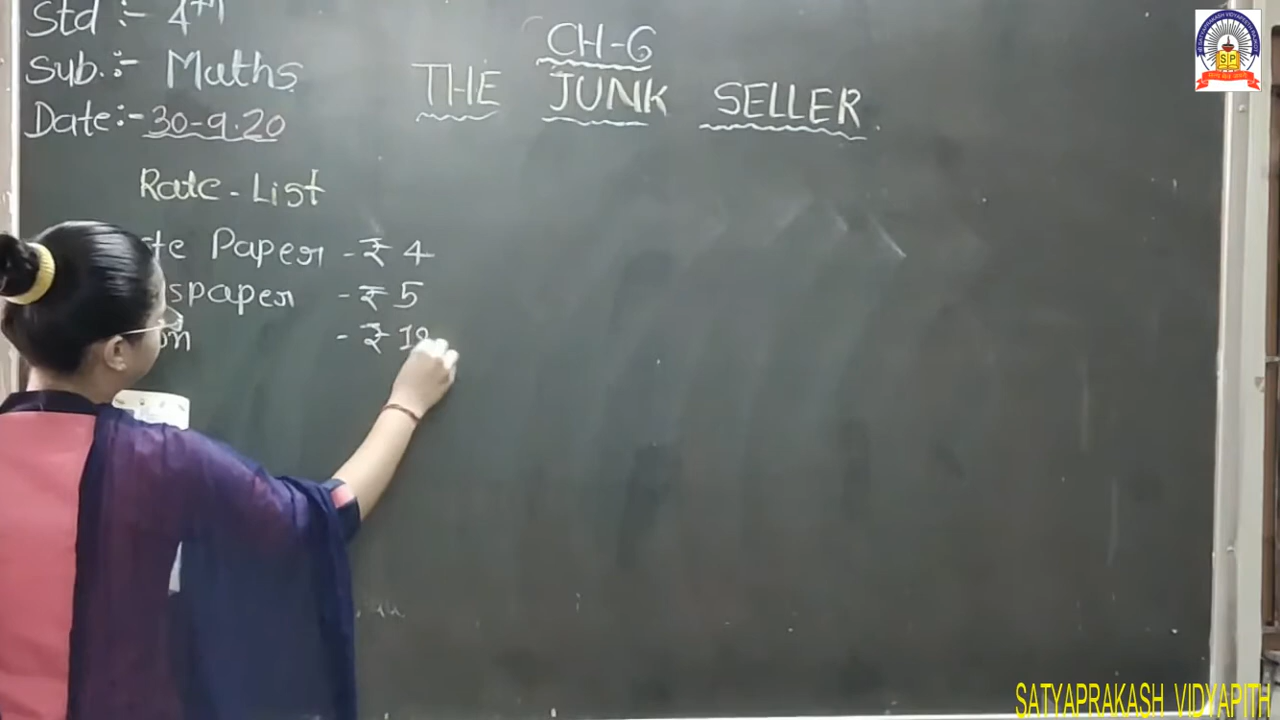 Std :- 4th
Sub. :- Maths
Date:- 30-9.20
CH-6
THE JUNK SELLER.
Rate - List
Paper - ₹ 4
- ₹ 5
- ₹
SP
SATYAPRAKASH VIDYAPITH